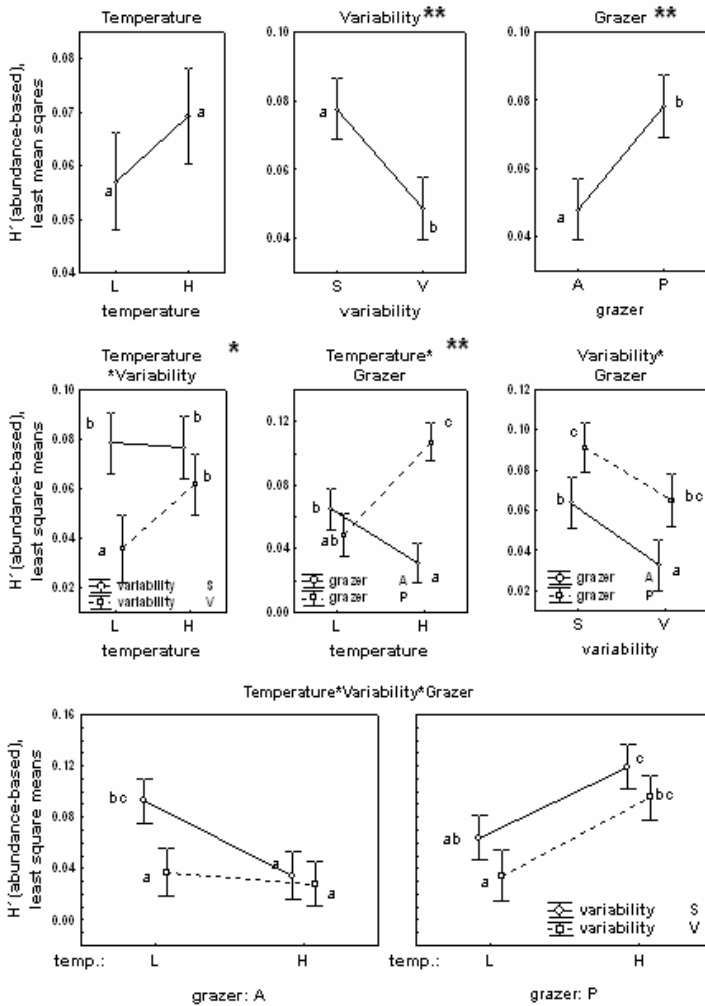 Temperature
Variability **
Grazer **
H´ (abundance-based),
least mean sqares
0.08
0.07
0.06
0.05
0.04
a
a
L H
temperature
0.10
0.08
0.06
0.04
a
b
S V
variability
0.10
0.08
0.06
0.04
a
b
A P
grazer
Temperature
*Variability
*
Temperature*
Grazer
**
Variability*
Grazer
H´ (abundance-based),
least square means
0.10
0.08
0.06
0.04
0.02
b
b
b
a
variability S
variability V
L H
temperature
0.12
0.08
0.04
0.00
c
b
ab
a
grazer A
grazer P
L H
temperature
0.10
0.08
0.06
0.04
0.02
c
b
bc
a
grazer A
grazer P
S V
variability
Temperature*Variability*Grazer
H´ (abundance-based),
least square means
0.16
0.12
0.08
0.04
0.00
bc
a
a
a
temp.: L H
grazer: A
c
bc
ab
a
variability S
variability V
temp.: L H
grazer: P